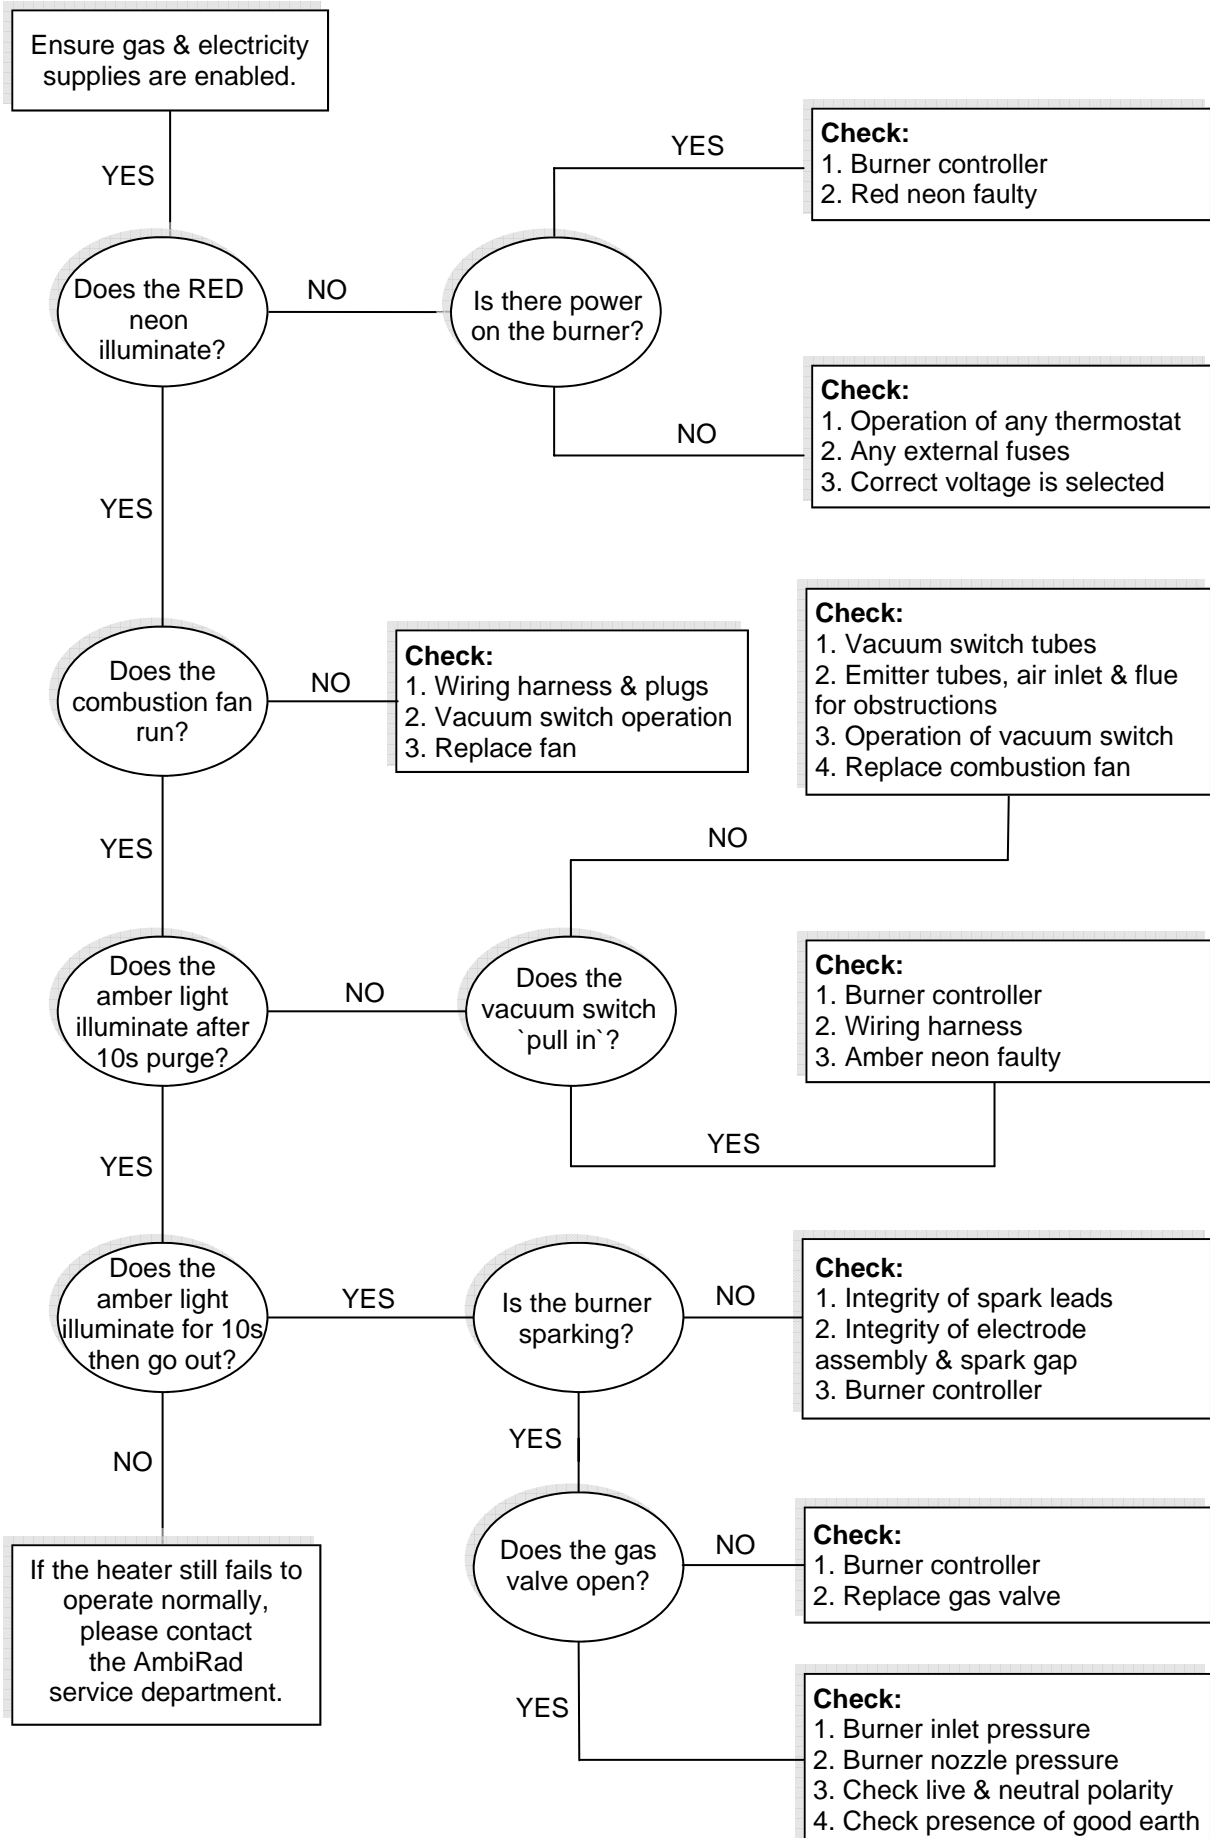 Ensure gas & electricity
supplies are enabled.
YES
Does the RED
neon
illuminate?
NO
Is there power
on the burner?
YES
Check:
1. Burner controller
2. Red neon faulty
NO
Check:
1. Operation of any thermostat
2. Any external fuses
3. Correct voltage is selected
YES
Does the
combustion fan
run?
NO
Check:
1. Wiring harness & plugs
2. Vacuum switch operation
3. Replace fan
Check:
1. Vacuum switch tubes
2. Emitter tubes, air inlet & flue
for obstructions
3. Operation of vacuum switch
4. Replace combustion fan
YES
NO
Does the
amber light
illuminate after
10s purge?
NO
Does the
vacuum switch
`pull in`?
Check:
1. Burner controller
2. Wiring harness
3. Amber neon faulty
YES
YES
Does the
amber light
illuminate for 10s
then go out?
YES
Is the burner
sparking?
NO
Check:
1. Integrity of spark leads
2. Integrity of electrode
assembly & spark gap
3. Burner controller
NO
YES
If the heater still fails to
operate normally,
please contact
the AmbiRad
service department.
Does the gas
valve open?
NO
Check:
1. Burner controller
2. Replace gas valve
YES
Check:
1. Burner inlet pressure
2. Burner nozzle pressure
3. Check live & neutral polarity
4. Check presence of good earth